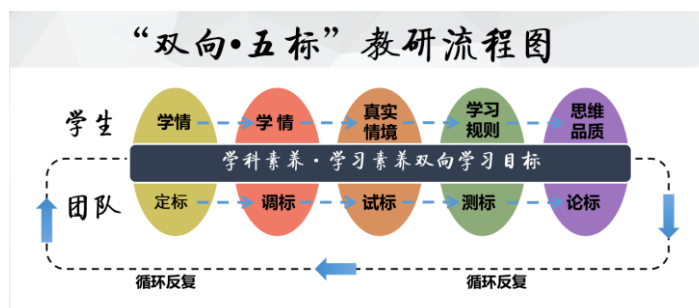 “双向·五标”教研流程图
学生 学情 学情 真实情境 学习规则 思维品质
学科素养·学习素养双向学习目标
团队 定标 调标 试标 测标 论标
循环反复 循环反复